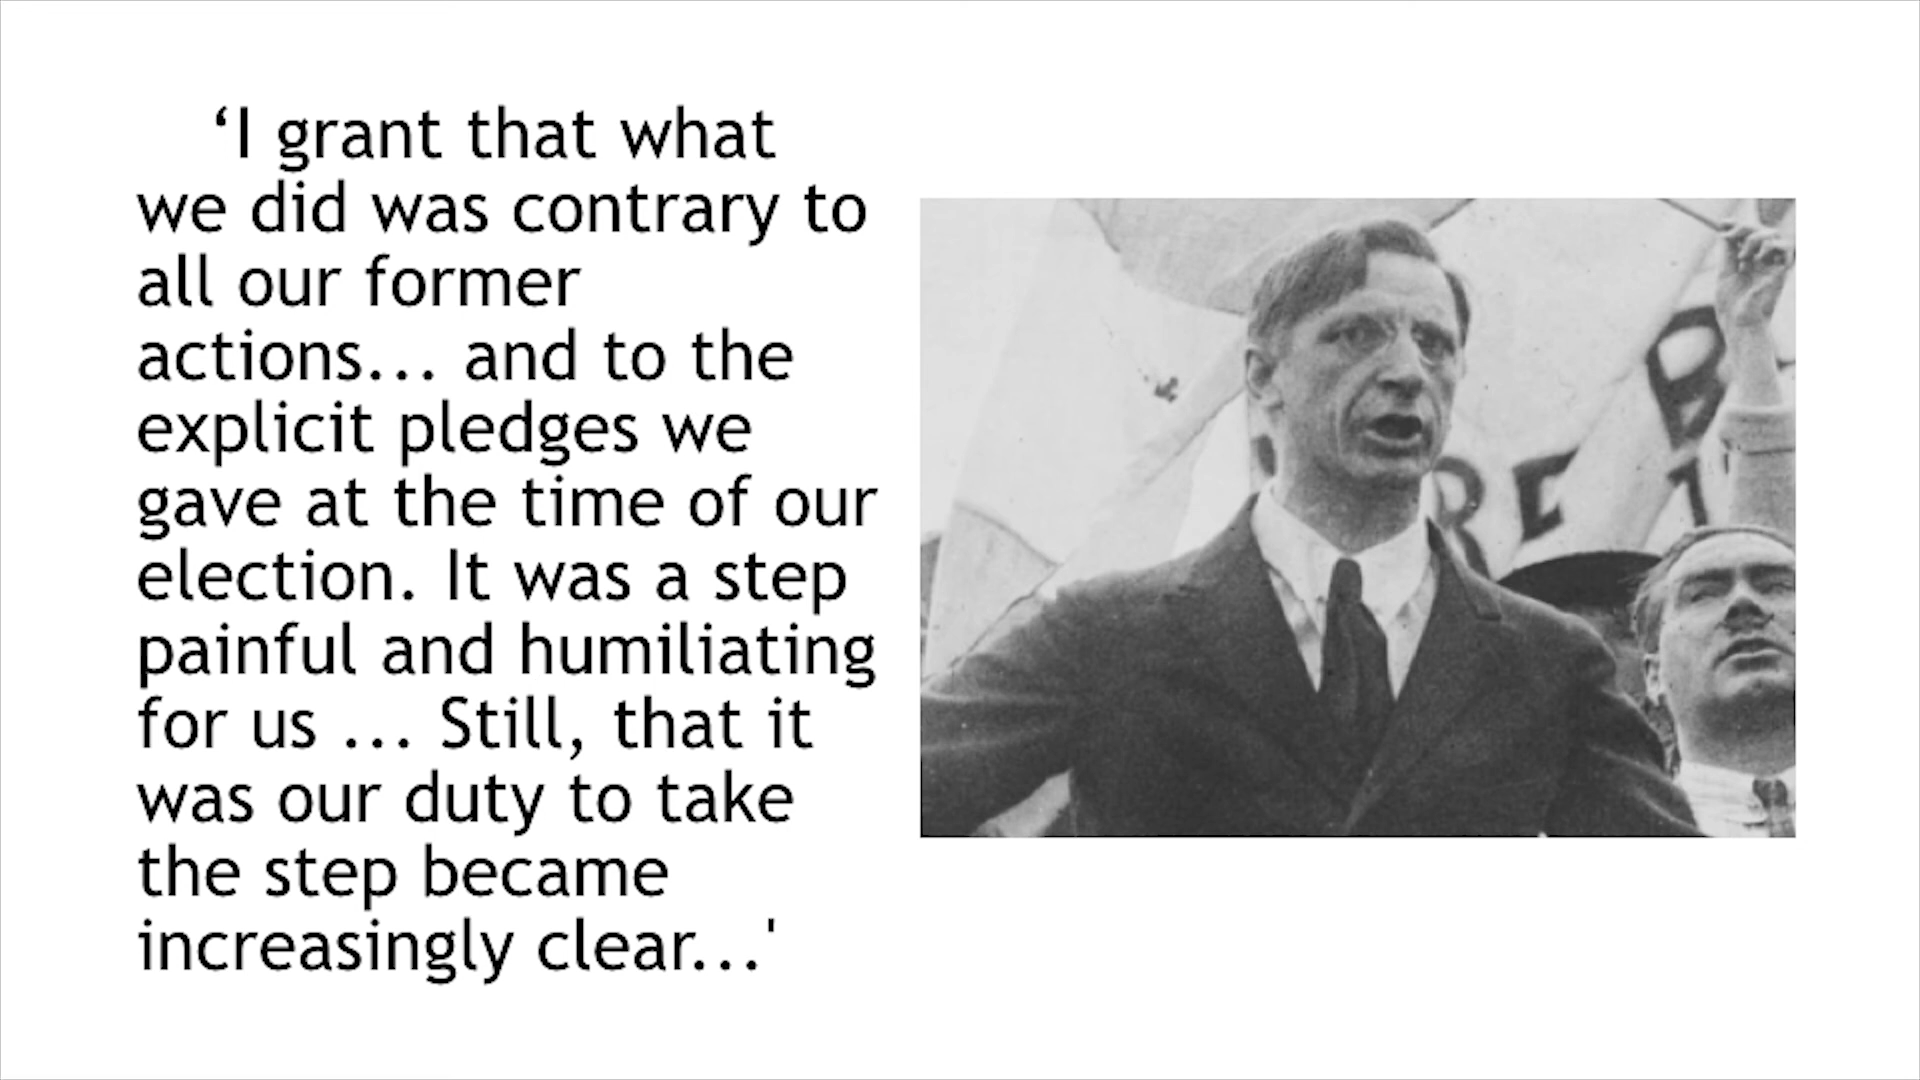 ‘I grant that what
we did was contrary to
all our former
actions... and to the
explicit pledges we
gave at the time of our
election. It was a step
painful and humiliating
for us ... Still, that it
was our duty to take
the step became
increasingly clear...'